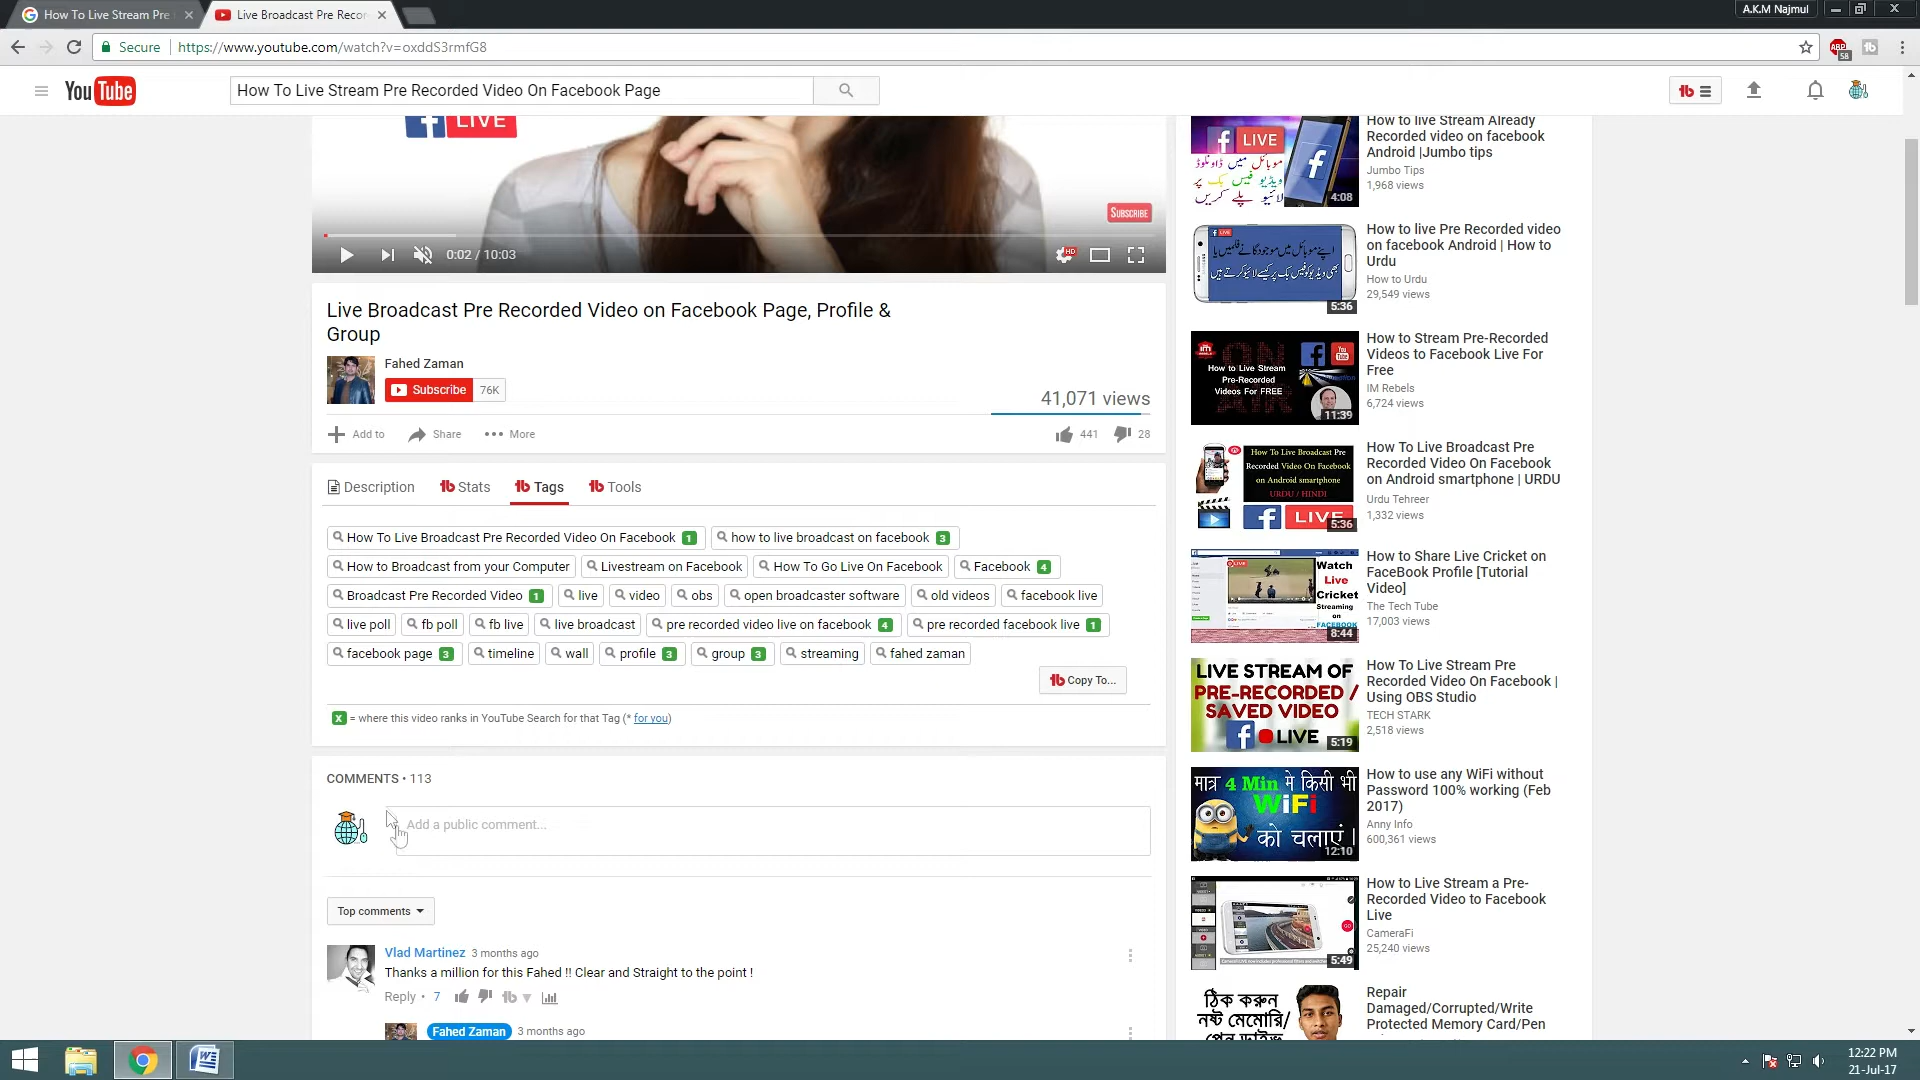 How To Live Stream Pre
Live Broadcast Pre Recor
A.K.M Najmul
Secure
https://www.youtube.com/watch?v=oxddS3rmfG8
ABP
58
YouTube
How To Live Stream Pre Recorded Video On Facebook Page
LIVE
SUBSCRIBE
0:02 / 10:03
HD
Live Broadcast Pre Recorded Video on Facebook Page, Profile &
Group
Fahed Zaman
Subscribe 76K
41,071 views
Add to Share More
441 28
Description Stats Tags Tools
How To Live Broadcast Pre Recorded Video On Facebook 1 how to live broadcast on facebook 3
How to Broadcast from your Computer Livestream on Facebook How To Go Live On Facebook Facebook 4
Broadcast Pre Recorded Video 1 live video obs open broadcaster software old videos facebook live
live poll fb poll fb live live broadcast pre recorded video live on facebook 4 pre recorded facebook live 1
facebook page 3 timeline wall profile 3 group 3 streaming fahed zaman
Copy To...
X = where this video ranks in YouTube Search for that Tag (* for you)
COMMENTS • 113
Add a public comment...
Top comments
Vlad Martinez 3 months ago
Thanks a million for this Fahed !! Clear and Straight to the point !
Reply • 7
Fahed Zaman 3 months ago
LIVE
4:08
How to live Stream Already
Recorded video on facebook
Android |Jumbo tips
Jumbo Tips
1,968 views
LIVE
5:36
How to live Pre Recorded video
on facebook Android | How to
Urdu
How to Urdu
29,549 views
How to Live Stream
Pre-Recorded
Videos For FREE
11:39
How to Stream Pre-Recorded
Videos to Facebook Live For
Free
IM Rebels
6,724 views
How To Live Broadcast Pre
Recorded Video On Facebook
on Android smartphone
URDU / HINDI
LIVE
5:36
How To Live Broadcast Pre
Recorded Video On Facebook
on Android smartphone | URDU
Urdu Tehreer
1,332 views
Watch
Live
Cricket
Streaming
on
FACEBOOK
8:44
How to Share Live Cricket on
FaceBook Profile [Tutorial
Video]
The Tech Tube
17,003 views
LIVE STREAM OF
PRE-RECORDED /
SAVED VIDEO
LIVE
5:19
How To Live Stream Pre
Recorded Video On Facebook |
Using OBS Studio
TECH STARK
2,518 views
मात्र 4 Min मे किसी भी
WiFi
को चलाएं |
12:10
How to use any WiFi without
Password 100% working (Feb
2017)
Anny Info
600,361 views
5:49
How to Live Stream a Pre-
Recorded Video to Facebook
Live
CameraFi
25,240 views
ঠিক করুন
নষ্ট মেমোরি/
Repair
Damaged/Corrupted/Write
Protected Memory Card/Pen
12:22 PM
21-Jul-17